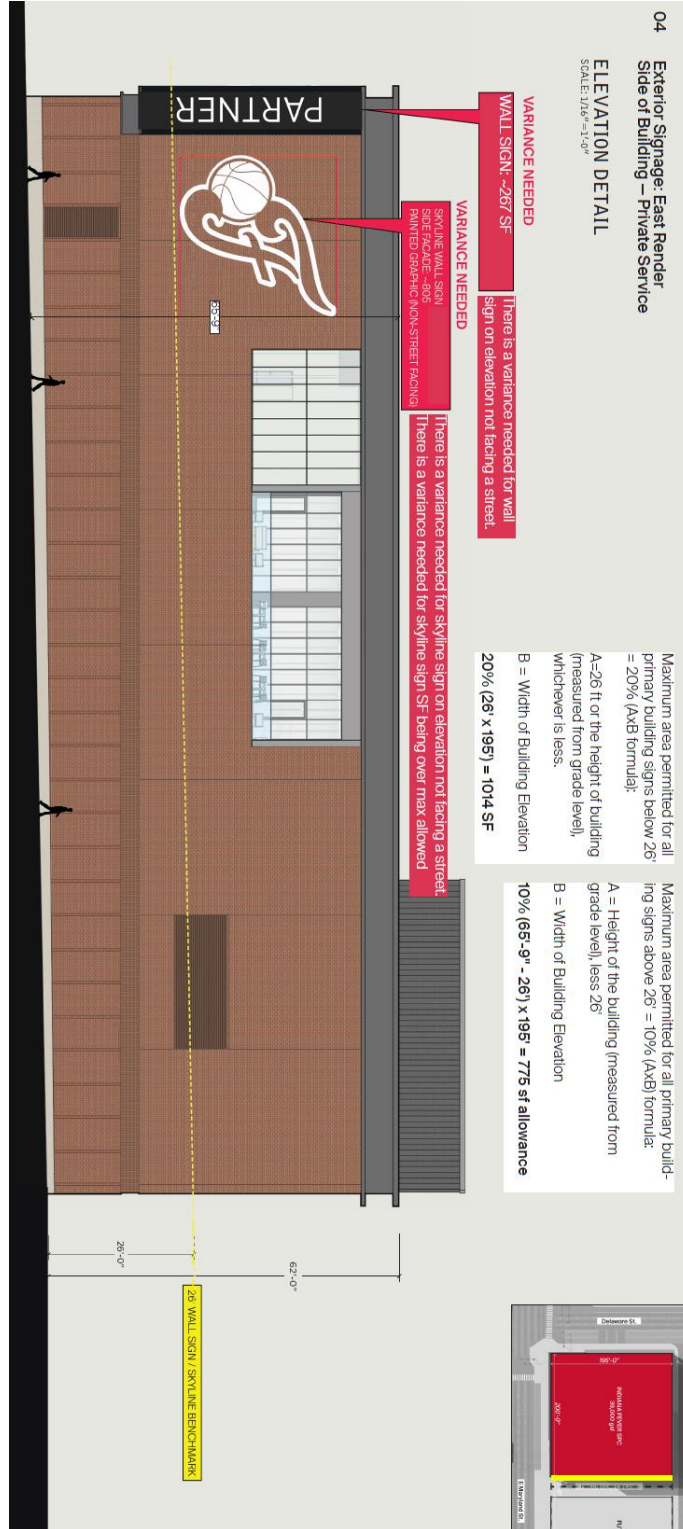 04
Exterior Signage: East Render
Side of Building – Private Service
ELEVATION DETAIL
SCALE: 1/16" = 1'-0"
VARIANCE NEEDED
WALL SIGN: ~267 SF
There is a variance needed for wall
sign on elevation not facing a street.
VARIANCE NEEDED
SKYLINE WALL SIGN
SIDE FACADE: ~805
PAINTED GRAPHIC (NON-STREET FACING)
There is a variance needed for skyline sign on elevation not facing a street.
There is a variance needed for skyline sign SF being over max allowed
Maximum area permitted for all
primary building signs below 26'
= 20% (AxB formula):
A=26 ft or the height of building
(measured from grade level),
whichever is less.
B = Width of Building Elevation
20% (26' x 195') = 1014 SF
Maximum area permitted for all primary build-
ing signs above 26' = 10% (AxB) formula:
A = Height of the building (measured from
grade level), less 26'
B = Width of Building Elevation
10% (65'-9" - 26') x 195' = 775 sf allowance
PARTNER
65'-9"
26'-0"
62'-0"
26' WALL SIGN / SKYLINE BENCHMARK
Delaware St.
INDIANA FEVER SPC
E Maryland St.